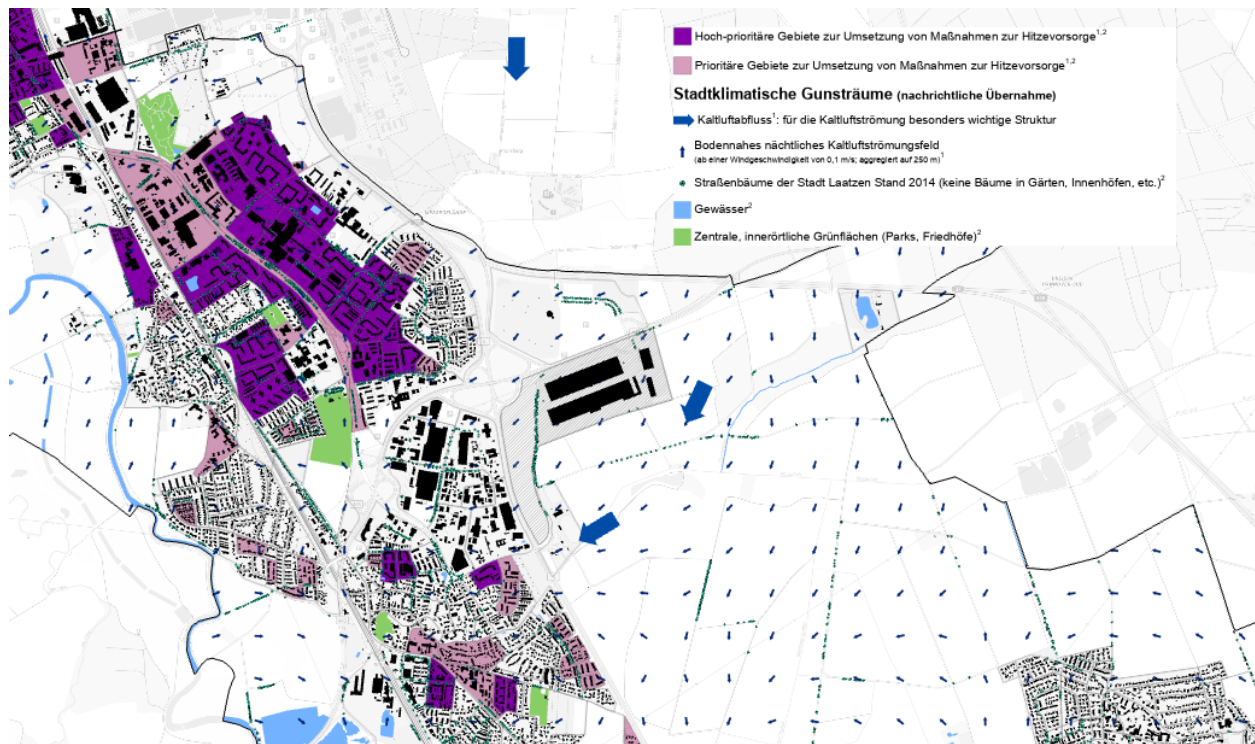 Hoch-prioritäre Gebiete zur Umsetzung von Maßnahmen zur Hitzevorsorge1,2
Prioritäre Gebiete zur Umsetzung von Maßnahmen zur Hitzevorsorge1,2
Stadtklimatische Gunsträume (nachrichtliche Übernahme)
Kaltluftabfluss1: für die Kaltluftströmung besonders wichtige Struktur
Bodennahes nächtliches Kaltluftströmungsfeld
(ab einer Windgeschwindigkeit von 0,1 m/s; aggregiert auf 250 m)1
Straßenbäume der Stadt Laatzen Stand 2014 (keine Bäume in Gärten, Innenhöfen, etc.)2
Gewässer2
Zentrale, innerörtliche Grünflächen (Parks, Friedhöfe)2